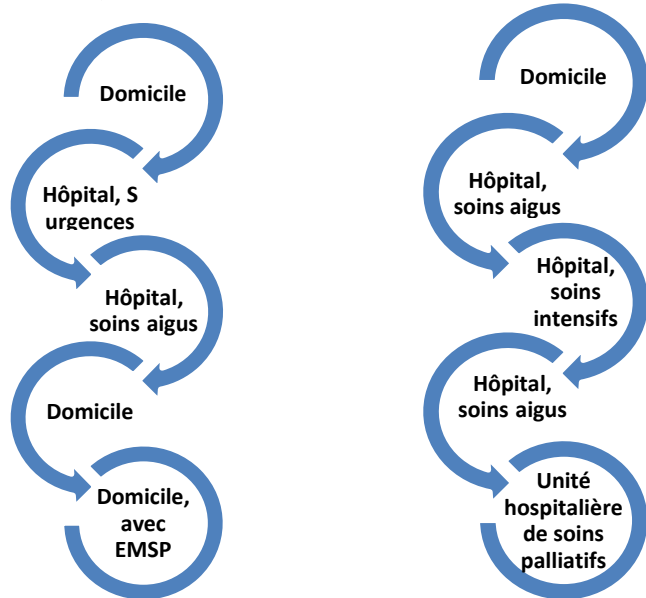 Domicile
Hôpital, S
urgences
Hôpital,
soins aigus
Domicile
Domicile,
avec
EMSP
Domicile
Hôpital,
soins aigus
Hôpital,
soins
intensifs
Hôpital,
soins aigus
Unité
hospitalière
de soins
palliatifs